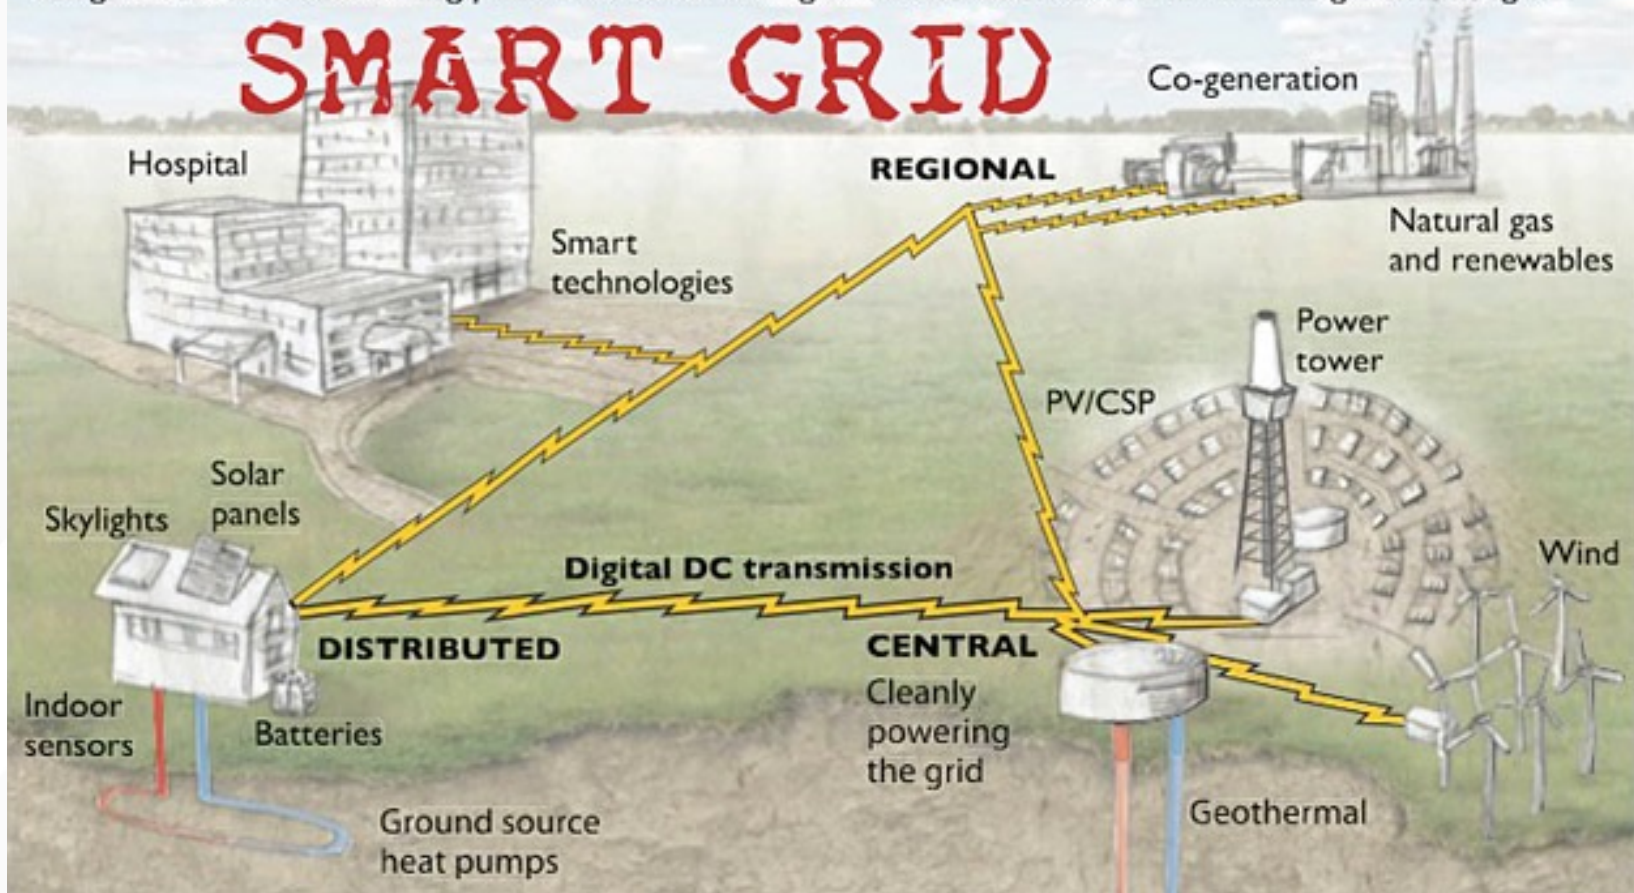 SMART GRID
Co-generation
Hospital
REGIONAL
Natural gas
and renewables
Smart
technologies
Power
tower
PV/CSP
Solar
panels
Skylights
Wind
Digital DC transmission
DISTRIBUTED
CENTRAL
Cleanly
powering
the grid
Indoor
sensors
Batteries
Geothermal
Ground source
heat pumps